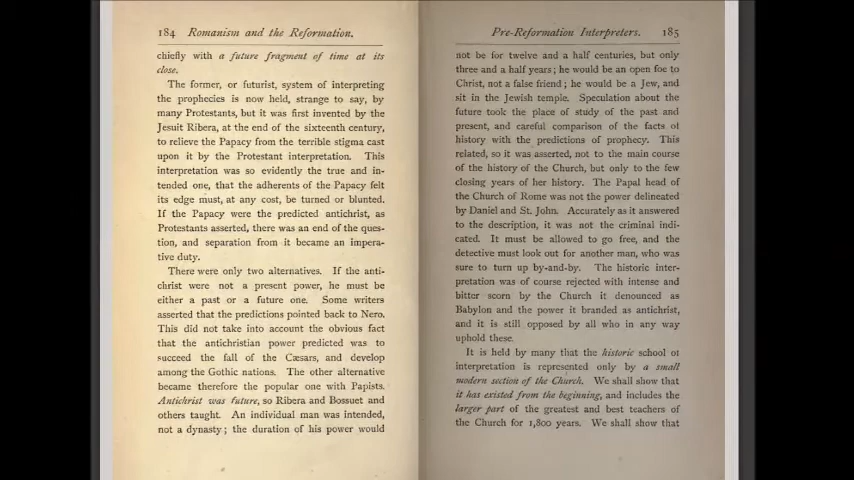 184 Romanism and the Reformation.
chiefly with a future fragment of time at its
close.
The former, or futurist, system of interpreting
the prophecies is now held, strange to say, by
many Protestants, but it was first invented by the
Jesuit Ribera, at the end of the sixteenth century,
to relieve the Papacy from the terrible stigma cast
upon it by the Protestant interpretation. This
interpretation was so evidently the true and in-
tended one, that the adherents of the Papacy felt
its edge must, at any cost, be turned or blunted.
If the Papacy were the predicted antichrist, as
Protestants asserted, there was an end of the ques-
tion, and separation from it became an impera-
tive duty.
There were only two alternatives. If the anti-
christ were not a present power, he must be
either a past or a future one. Some writers
asserted that the predictions pointed back to Nero.
This did not take into account the obvious fact
that the antichristian power predicted was to
succeed the fall of the Cæsars, and develop
among the Gothic nations. The other alternative
became therefore the popular one with Papists.
Antichrist was future, so Ribera and Bossuet and
others taught. An individual man was intended,
not a dynasty; the duration of his power would
Pre-Reformation Interpreters. 185
not be for twelve and a half centuries, but only
three and a half years; he would be an open foe to
Christ, not a false friend; he would be a Jew, and
sit in the Jewish temple. Speculation about the
future took the place of study of the past and
present, and careful comparison of the facts of
history with the predictions of prophecy. This
related, so it was asserted, not to the main course
of the history of the Church, but only to the few
closing years of her history. The Papal head of
the Church of Rome was not the power delineated
by Daniel and St. John. Accurately as it answered
to the description, it was not the criminal indi-
cated. It must be allowed to go free, and the
detective must look out for another man, who was
sure to turn up by-and-by. The historic inter-
pretation was of course rejected with intense and
bitter scorn by the Church it denounced as
Babylon and the power it branded as antichrist,
and it is still opposed by all who in any way
uphold these.
It is held by many that the historic school of
interpretation is represented only by a small
modern section of the Church. We shall show that
it has existed from the beginning, and includes the
larger part of the greatest and best teachers of
the Church for 1,800 years. We shall show that